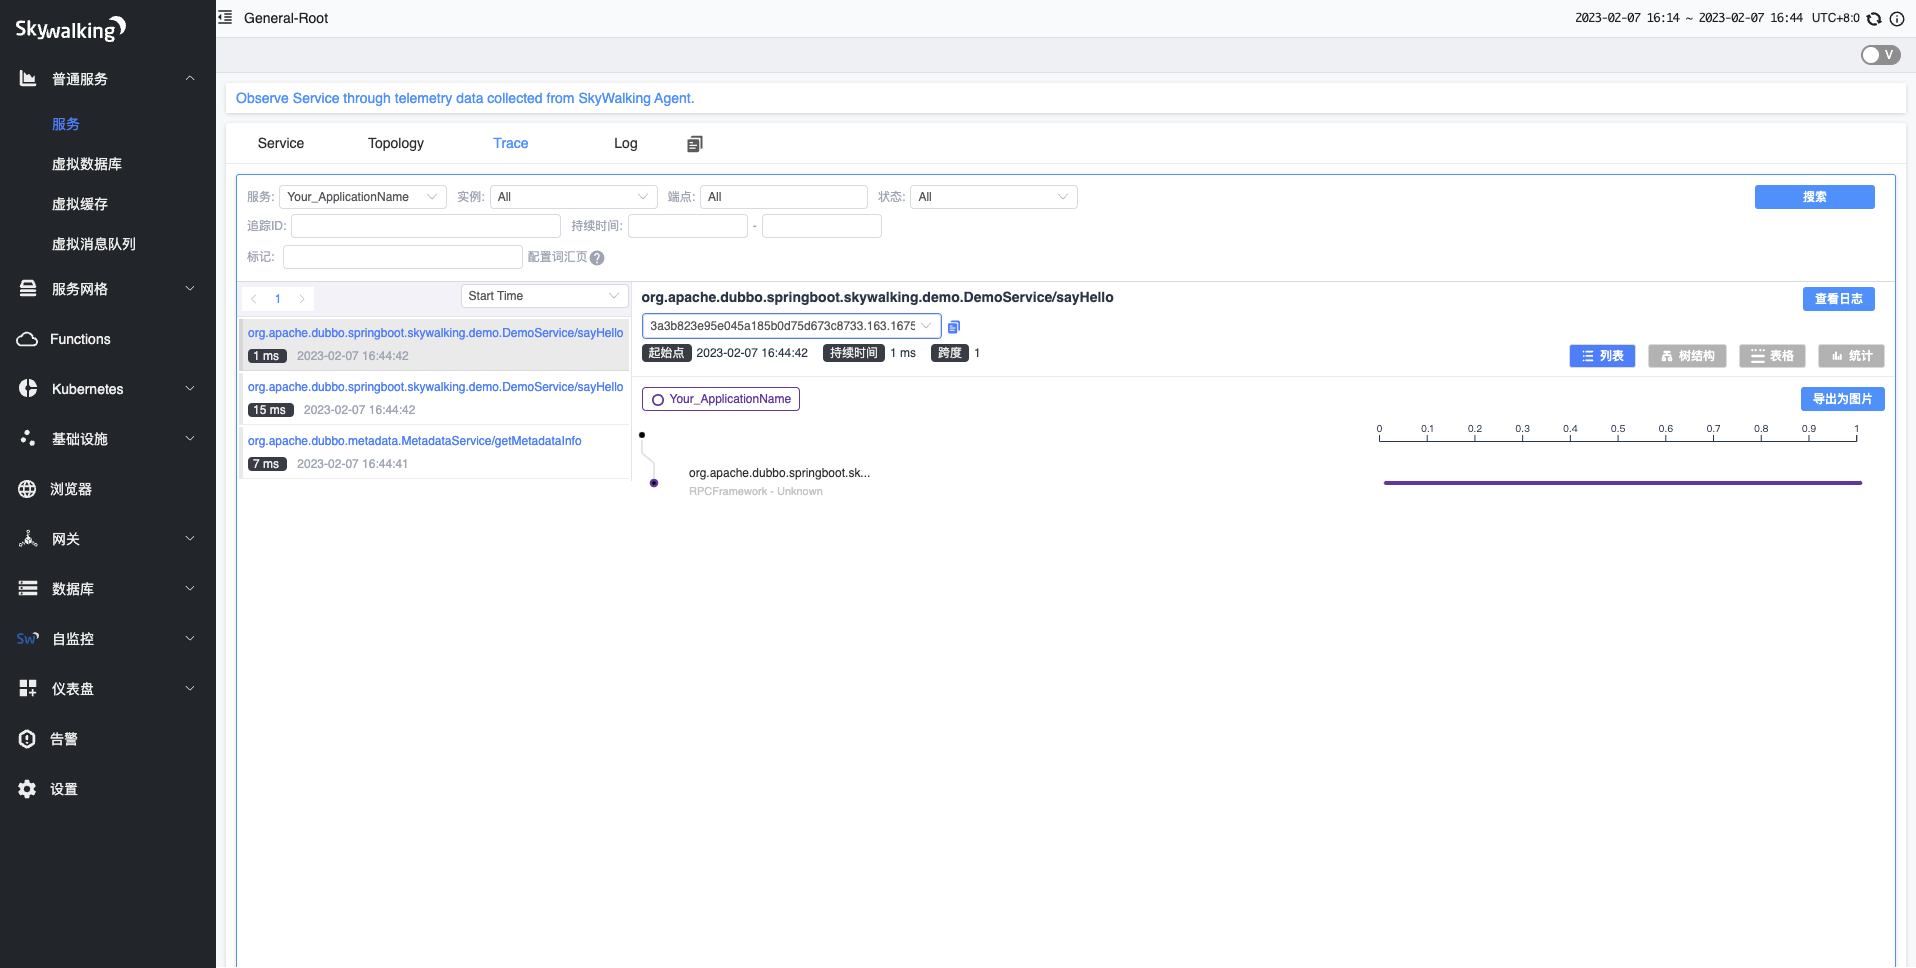 Skywalking
普通服务
服务
虚拟数据库
虚拟缓存
虚拟消息队列
服务网格
Functions
Kubernetes
基础设施
浏览器
网关
数据库
Sw 自监控
仪表盘
告警
设置
General-Root
2023-02-07 16:14 ~ 2023-02-07 16:44 UTC+8:0
V
Observe Service through telemetry data collected from SkyWalking Agent.
Service Topology Trace Log
服务: Your_ApplicationName 实例: All 端点: All 状态: All 搜索
追踪ID: 持续时间: -
标记: 配置词汇页 ?
1 Start Time
org.apache.dubbo.springboot.skywalking.demo.DemoService/sayHello
1 ms 2023-02-07 16:44:42
org.apache.dubbo.springboot.skywalking.demo.DemoService/sayHello
15 ms 2023-02-07 16:44:42
org.apache.dubbo.metadata.MetadataService/getMetadataInfo
7 ms 2023-02-07 16:44:41
org.apache.dubbo.springboot.skywalking.demo.DemoService/sayHello
查看日志
3a3b823e95e045a185b0d75d673c8733.163.1675
起始点 2023-02-07 16:44:42 持续时间 1 ms 跨度 1
列表 树结构 表格 统计
Your_ApplicationName
导出为图片
0 0.1 0.2 0.3 0.4 0.5 0.6 0.7 0.8 0.9 1
org.apache.dubbo.springboot.sk...
RPCFramework - Unknown